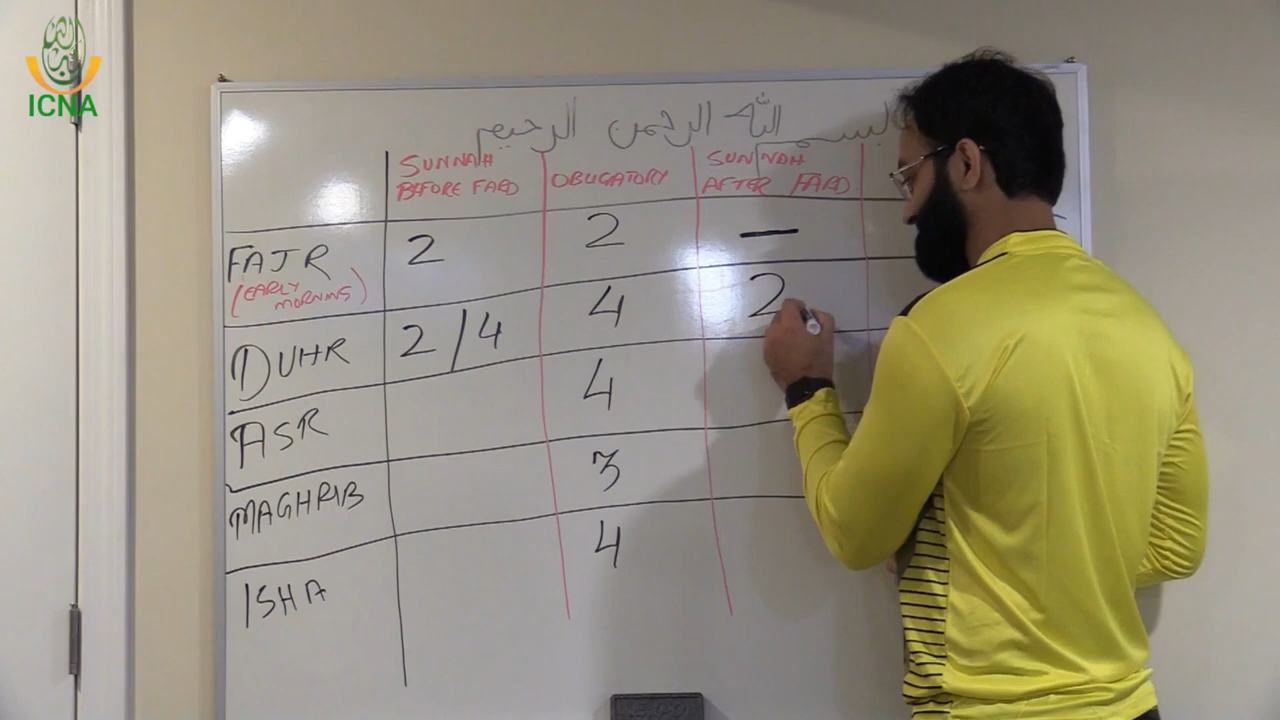 ICNA
بسم الله الرحمن الرحيم
SUNNAH BEFORE FARD OBLIGATORY SUNNAH AFTER FARD
FAJR 2 2 —
(EARLY MORNING)
DUHR 2/4 4 2
ASR 4
MAGHRIB 3
ISHA 4